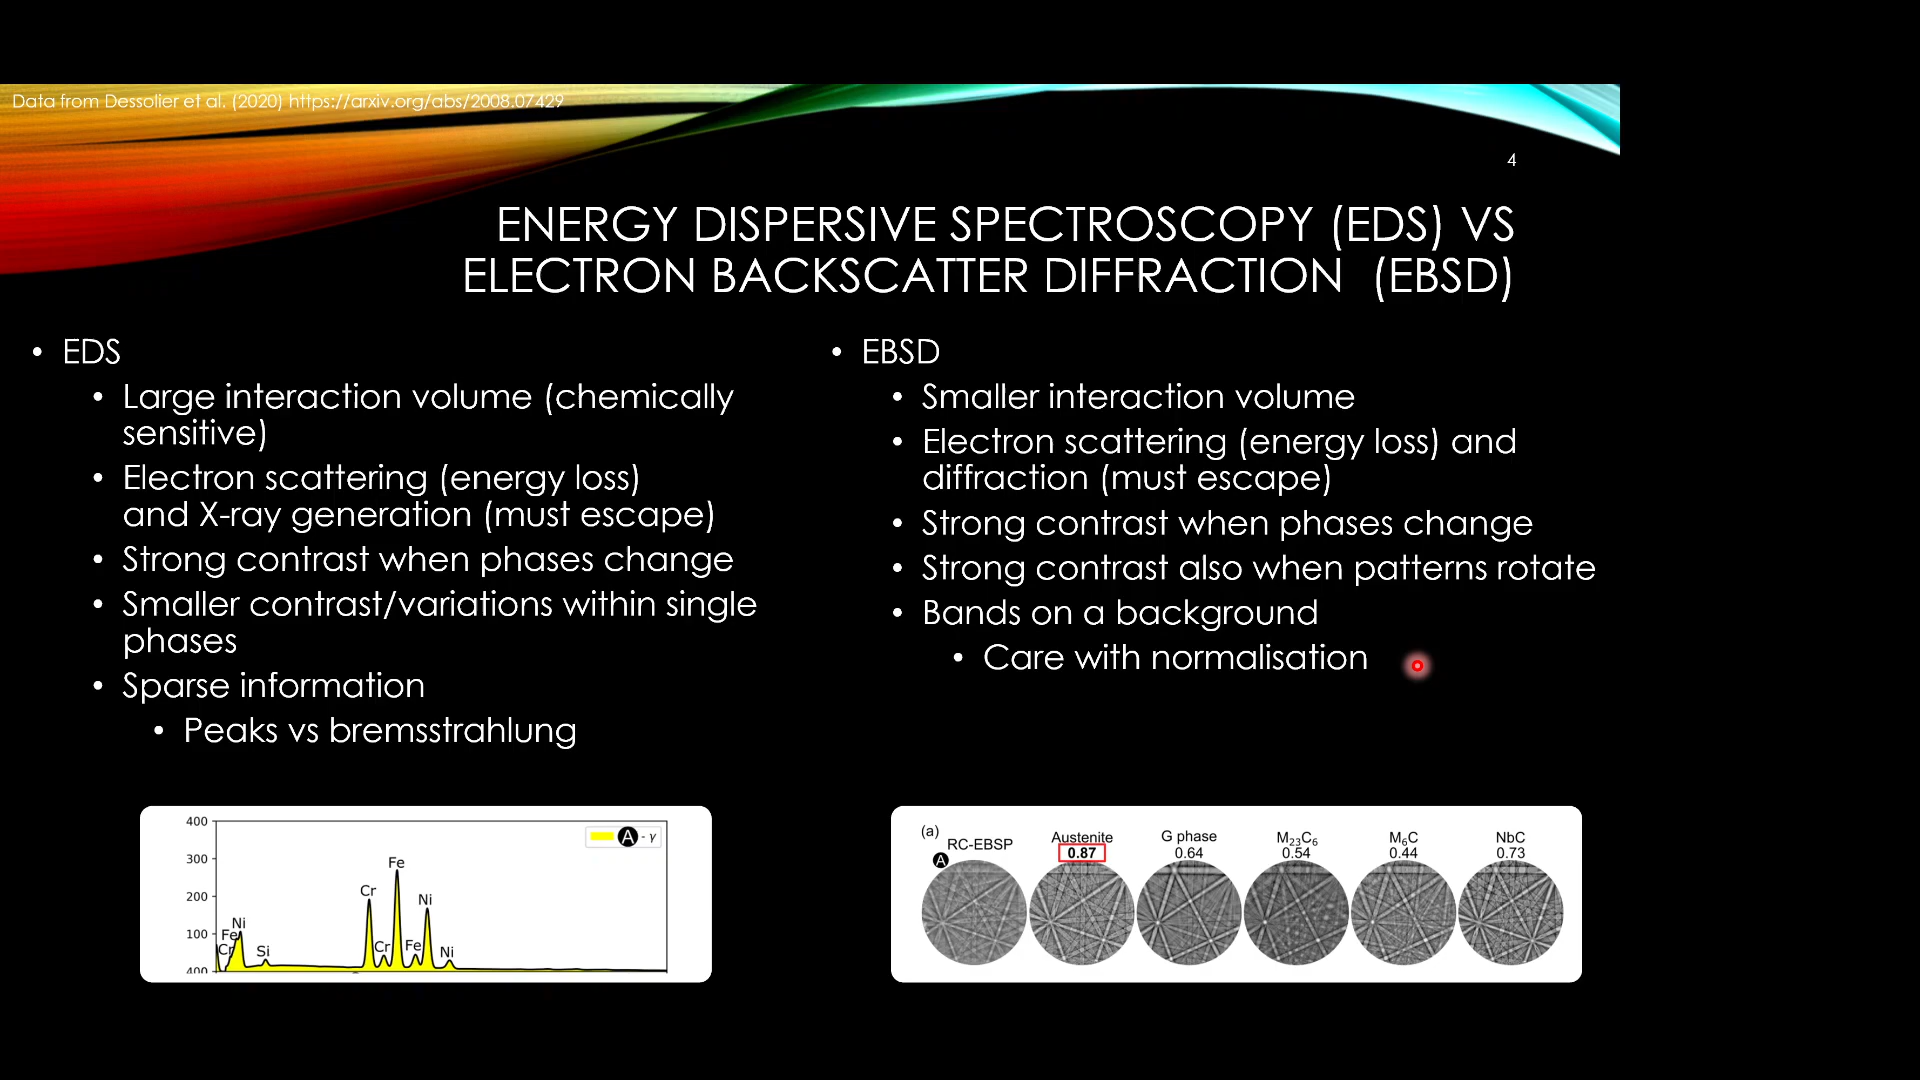 Data from Dessolier et al. (2020) https://arxiv.org/abs/2008.07429
4
ENERGY DISPERSIVE SPECTROSCOPY (EDS) VS
ELECTRON BACKSCATTER DIFFRACTION (EBSD)
• EDS
• Large interaction volume (chemically
sensitive)
• Electron scattering (energy loss)
and X-ray generation (must escape)
• Strong contrast when phases change
• Smaller contrast/variations within single
phases
• Sparse information
• Peaks vs bremsstrahlung
• EBSD
• Smaller interaction volume
• Electron scattering (energy loss) and
diffraction (must escape)
• Strong contrast when phases change
• Strong contrast also when patterns rotate
• Bands on a background
• Care with normalisation
400
300
200
100
400
A - γ
Cr
Fe
Ni
Si
Cr
Cr
Fe
Fe
Ni
Ni
(a)
A
RC-EBSP
Austenite
0.87
G phase
0.64
M₂₃C₆
0.54
M₆C
0.44
NbC
0.73